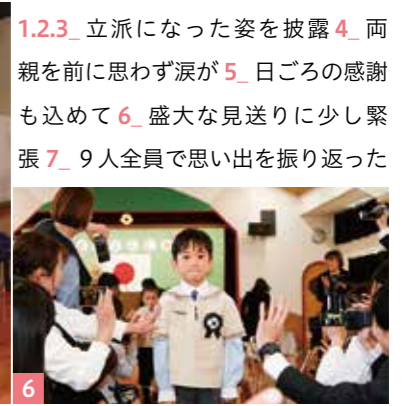 1.2.3_ 立派になった姿を披露 4_ 両
親を前に思わず涙が 5_ 日ごろの感謝
も込めて 6_ 盛大な見送りに少し緊
張 7_ ９人全員で思い出を振り返った
6